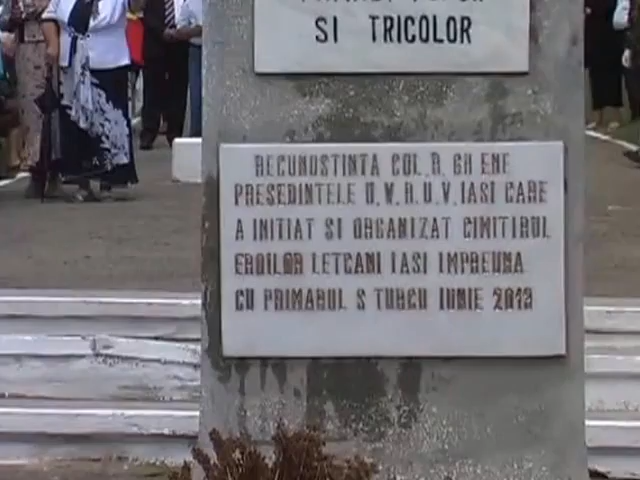 SI TRICOLOR
RECUNOSTINTA COL. R. GH ENE
PRESEDINTELE U.V.R.U.V. IASI CARE
A INITIAT SI ORGANIZAT CIMITIRUL
EROILOR LETCANI IASI IMPREUNA
CU PRIMARUL S TURCU IUNIE 2013